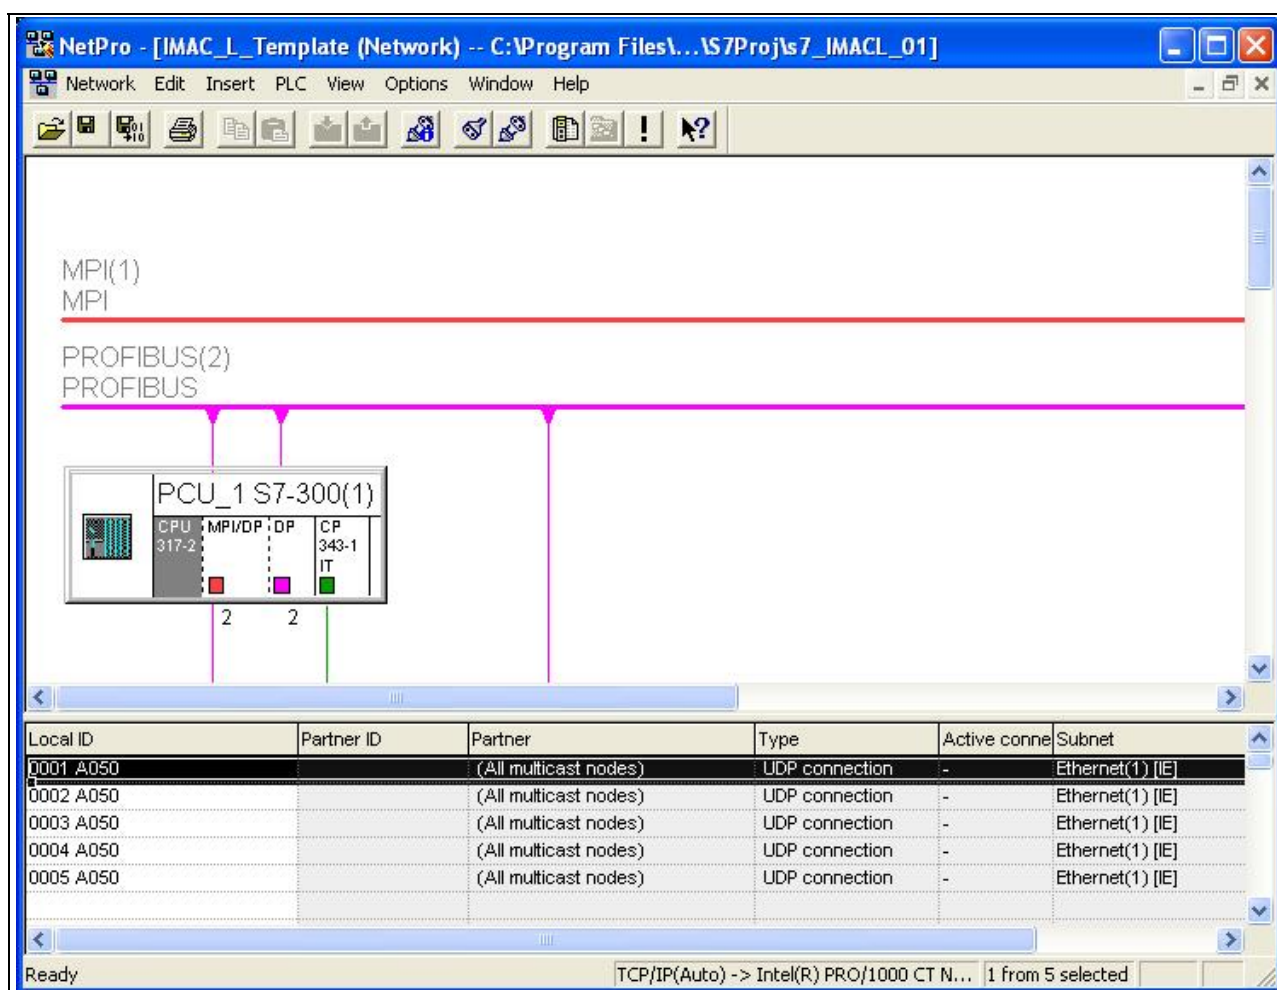 NetPro - [IMAC_L_Template (Network) -- C:\Program Files\...\S7Proj\s7_IMACL_01]
Network Edit Insert PLC View Options Window Help
MPI(1)
MPI
PROFIBUS(2)
PROFIBUS
PCU_1 S7-300(1)
CPU 317-2 MPI/DP DP CP 343-1 IT
2 2
Local ID Partner ID Partner Type Active conne Subnet
0001 A050 (All multicast nodes) UDP connection - Ethernet(1) [IE]
0002 A050 (All multicast nodes) UDP connection - Ethernet(1) [IE]
0003 A050 (All multicast nodes) UDP connection - Ethernet(1) [IE]
0004 A050 (All multicast nodes) UDP connection - Ethernet(1) [IE]
0005 A050 (All multicast nodes) UDP connection - Ethernet(1) [IE]
Ready TCP/IP(Auto) -> Intel(R) PRO/1000 CT N... 1 from 5 selected